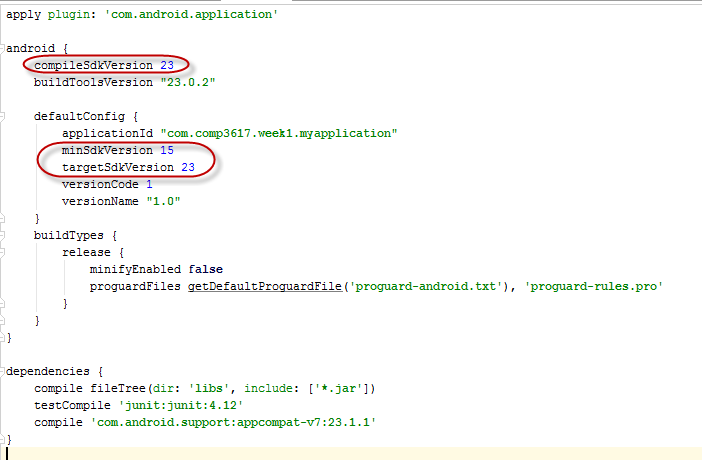 apply plugin: 'com.android.application'
android {
compileSdkVersion 23
buildToolsVersion "23.0.2"
defaultConfig {
applicationId "com.comp3617.week1.myapplication"
minSdkVersion 15
targetSdkVersion 23
versionCode 1
versionName "1.0"
}
buildTypes {
release {
minifyEnabled false
proguardFiles getDefaultProguardFile('proguard-android.txt'), 'proguard-rules.pro'
}
}
}
dependencies {
compile fileTree(dir: 'libs', include: ['*.jar'])
testCompile 'junit:junit:4.12'
compile 'com.android.support:appcompat-v7:23.1.1'
}